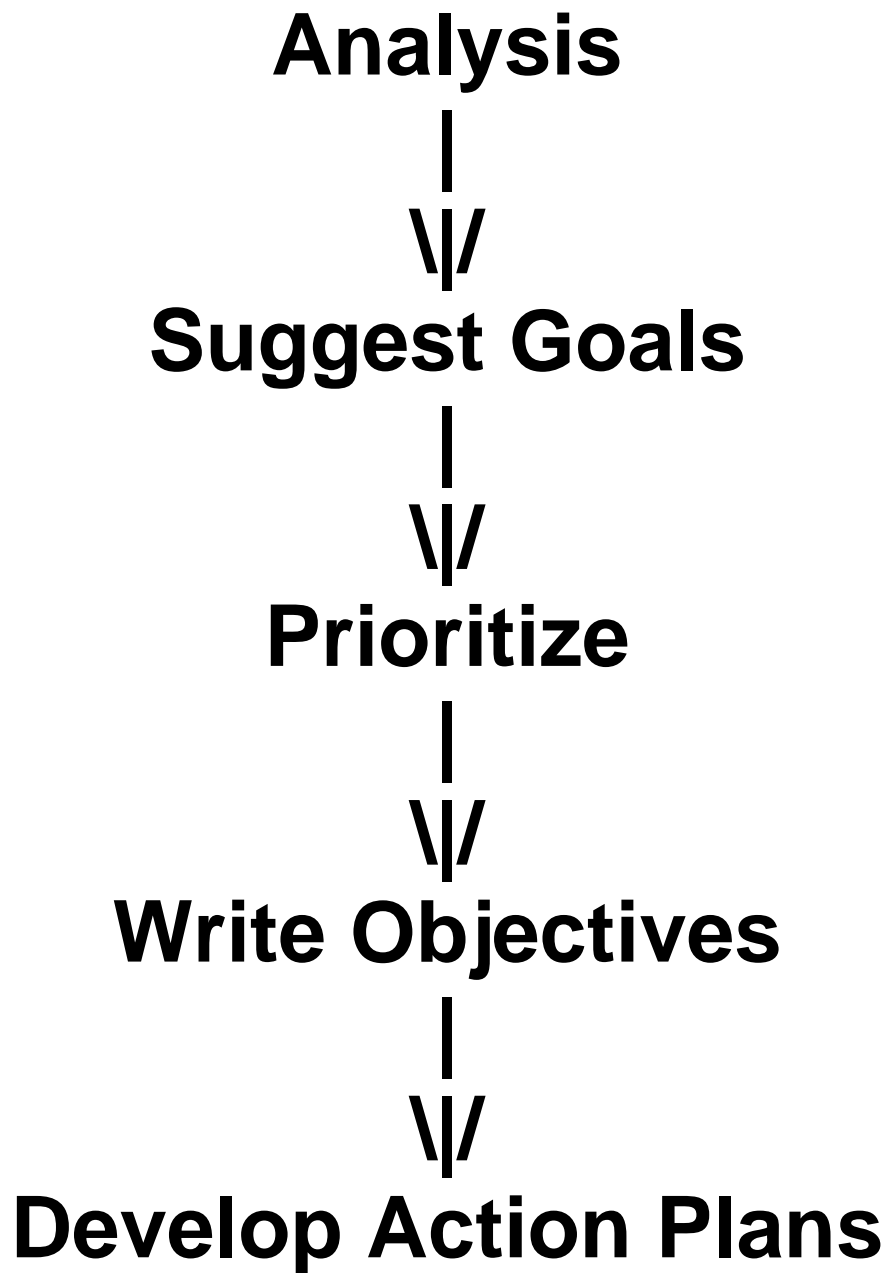 Analysis
|
\|/
Suggest Goals
|
\|/
Prioritize
|
\|/
Write Objectives
|
\|/
Develop Action Plans